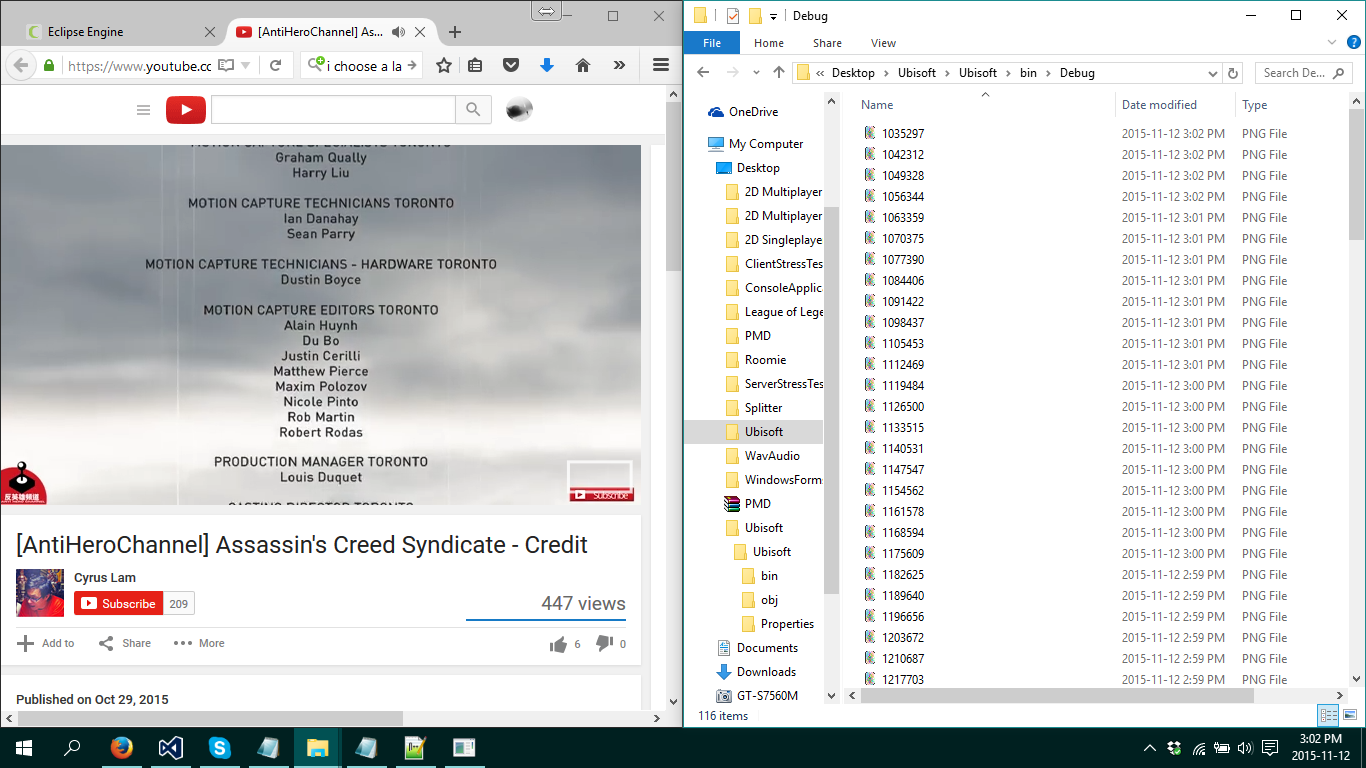 Eclipse Engine
[AntiHeroChannel] As...
https://www.youtube.co
i choose a la
MOTION CAPTURE SPECIALISTS TORONTO
Graham Qually
Harry Liu
MOTION CAPTURE TECHNICIANS TORONTO
Ian Danahay
Sean Parry
MOTION CAPTURE TECHNICIANS - HARDWARE TORONTO
Dustin Boyce
MOTION CAPTURE EDITORS TORONTO
Alain Huynh
Du Bo
Justin Cerilli
Matthew Pierce
Maxim Polozov
Nicole Pinto
Rob Martin
Robert Rodas
PRODUCTION MANAGER TORONTO
Louis Duquet
CASTING DIRECTOR TORONTO
反英雄頻道
Subscribe
[AntiHeroChannel] Assassin's Creed Syndicate - Credit
Cyrus Lam
Subscribe 209
447 views
Add to Share More 6 0
Published on Oct 29, 2015
Debug
File Home Share View
« Desktop Ubisoft Ubisoft bin Debug
Search De...
OneDrive
My Computer
Desktop
2D Multiplayer
2D Multiplayer
2D Singleplaye
ClientStressTes
ConsoleApplic
League of Lege
PMD
Roomie
ServerStressTes
Splitter
Ubisoft
WavAudio
WindowsForm
PMD
Ubisoft
Ubisoft
bin
obj
Properties
Documents
Downloads
GT-S7560M
Name Date modified Type
1035297 2015-11-12 3:02 PM PNG File
1042312 2015-11-12 3:02 PM PNG File
1049328 2015-11-12 3:02 PM PNG File
1056344 2015-11-12 3:02 PM PNG File
1063359 2015-11-12 3:01 PM PNG File
1070375 2015-11-12 3:01 PM PNG File
1077390 2015-11-12 3:01 PM PNG File
1084406 2015-11-12 3:01 PM PNG File
1091422 2015-11-12 3:01 PM PNG File
1098437 2015-11-12 3:01 PM PNG File
1105453 2015-11-12 3:01 PM PNG File
1112469 2015-11-12 3:01 PM PNG File
1119484 2015-11-12 3:00 PM PNG File
1126500 2015-11-12 3:00 PM PNG File
1133515 2015-11-12 3:00 PM PNG File
1140531 2015-11-12 3:00 PM PNG File
1147547 2015-11-12 3:00 PM PNG File
1154562 2015-11-12 3:00 PM PNG File
1161578 2015-11-12 3:00 PM PNG File
1168594 2015-11-12 3:00 PM PNG File
1175609 2015-11-12 3:00 PM PNG File
1182625 2015-11-12 2:59 PM PNG File
1189640 2015-11-12 2:59 PM PNG File
1196656 2015-11-12 2:59 PM PNG File
1203672 2015-11-12 2:59 PM PNG File
1210687 2015-11-12 2:59 PM PNG File
1217703 2015-11-12 2:59 PM PNG File
116 items
3:02 PM
2015-11-12